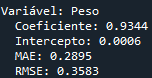 Variável: Peso
Coeficiente: 0.9344
Intercepto: 0.0006
MAE: 0.2895
RMSE: 0.3583